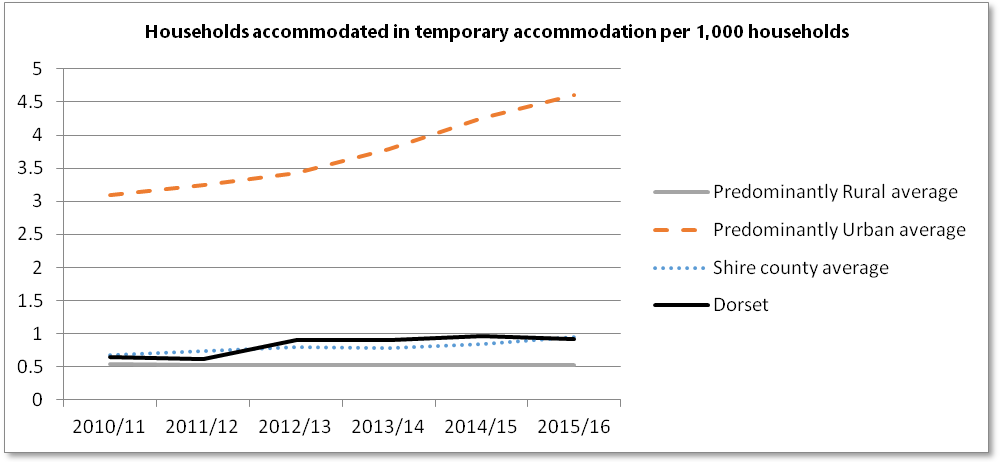 Households accommodated in temporary accommodation per 1,000 households
5
4.5
4
3.5
3
2.5
2
1.5
1
0.5
0
2010/11 2011/12 2012/13 2013/14 2014/15 2015/16
Predominantly Rural average
Predominantly Urban average
Shire county average
Dorset